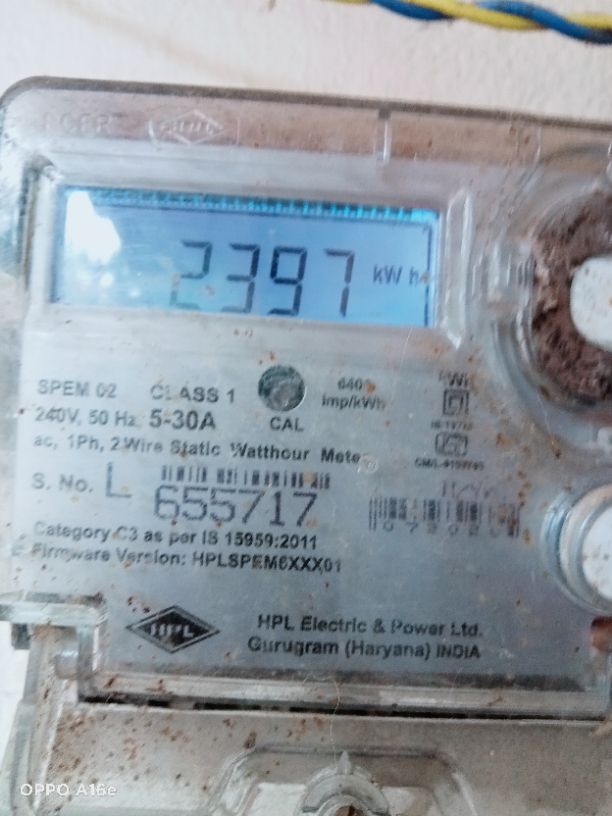 2397 kWh
SPEM 02 CLASS 1
240V, 50 Hz, 5-30A
imp/kWh
CAL
ac, 1Ph, 2 Wire Static Watthour Meter
S. No. L 655717
Category C3 as per IS 15959:2011
Firmware Version: HPLSPEM6XXX01
HPL
HPL Electric & Power Ltd.
Gurugram (Haryana) INDIA
OPPO A16e